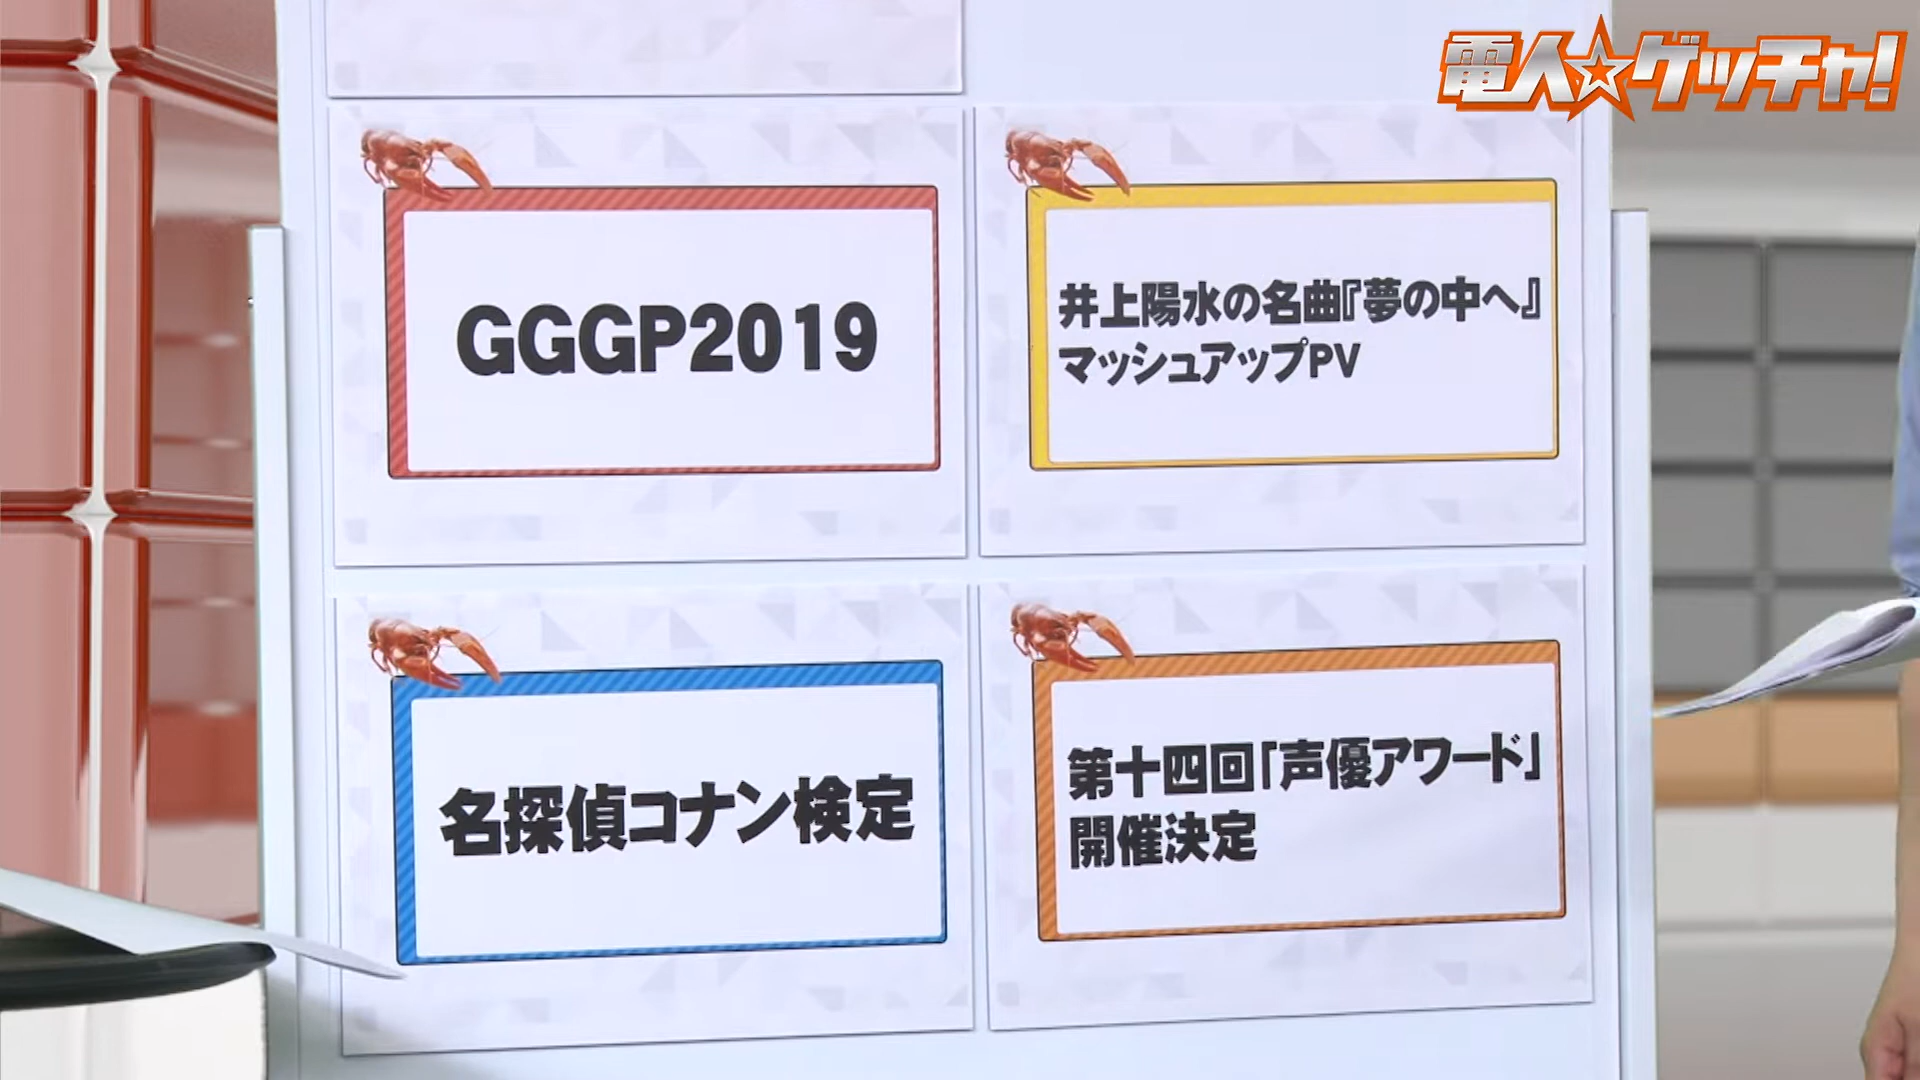 電人☆ゲッチャ!
GGGP2019
井上陽水の名曲『夢の中へ』
マッシュアップPV
名探偵コナン検定
第十四回「声優アワード」
開催決定